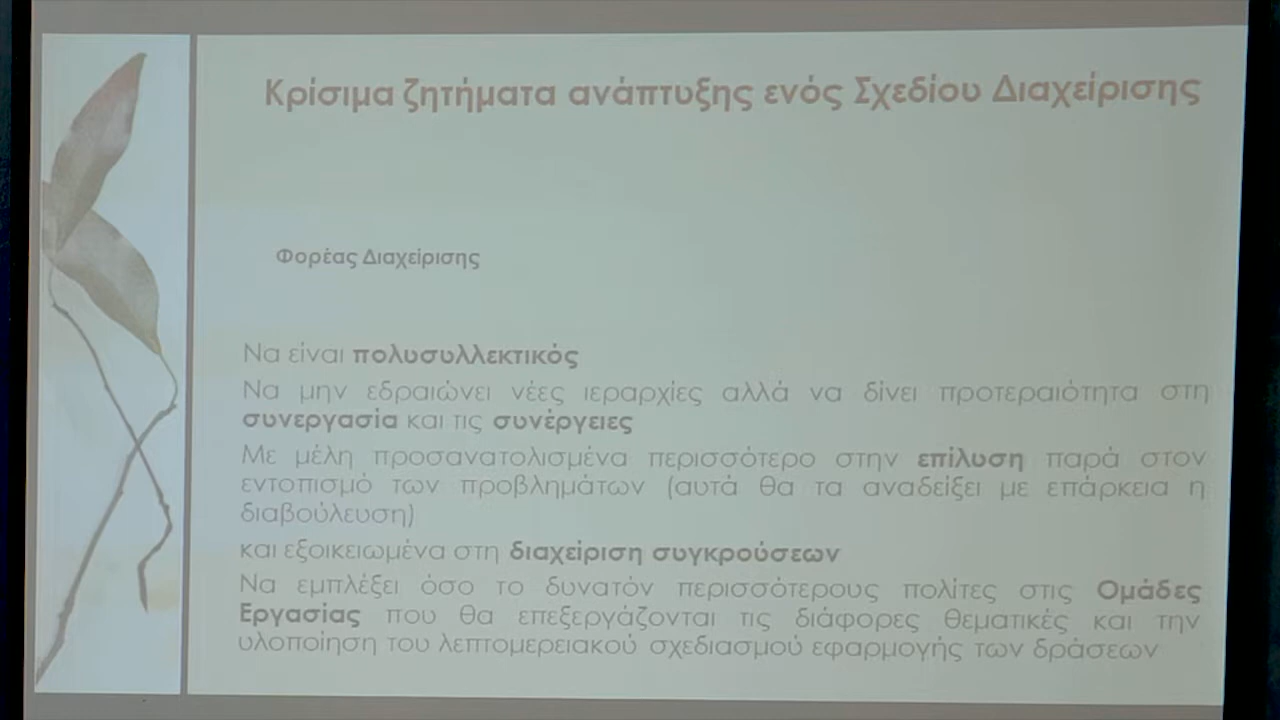 Κρίσιμα ζητήματα ανάπτυξης ενός Σχεδίου Διαχείρισης
Φορέας Διαχείρισης
Να είναι πολυσυλλεκτικός
Να μην εδραιώνει νέες ιεραρχίες αλλά να δίνει προτεραιότητα στη
συνεργασία και τις συνέργειες
Με μέλη προσανατολισμένα περισσότερο στην επίλυση παρά στον
εντοπισμό των προβλημάτων (αυτά θα τα αναδείξει με επάρκεια η
διαβούλευση)
και εξοικειωμένα στη διαχείριση συγκρούσεων
Να εμπλέξει όσο το δυνατόν περισσότερους πολίτες στις Ομάδες
Εργασίας που θα επεξεργάζονται τις διάφορες θεματικές και την
υλοποίηση του λεπτομερειακού σχεδιασμού εφαρμογής των δράσεων